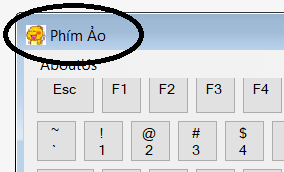 Phím Ảo
AboutUs
Esc F1 F2 F3 F4
~ ! @ # $
` 1 2 3 4